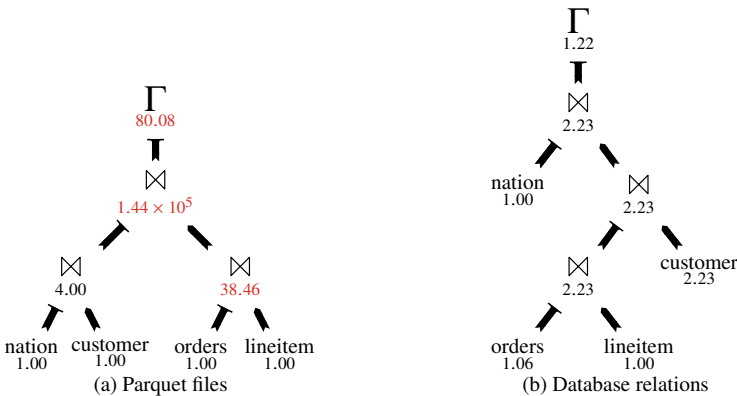 Γ
80.08
⋈
1.44 × 10⁵
⋈
4.00
⋈
38.46
nation
1.00
customer
1.00
orders
1.00
lineitem
1.00
(a) Parquet files
Γ
1.22
⋈
2.23
nation
1.00
⋈
2.23
⋈
2.23
customer
2.23
orders
1.06
lineitem
1.00
(b) Database relations